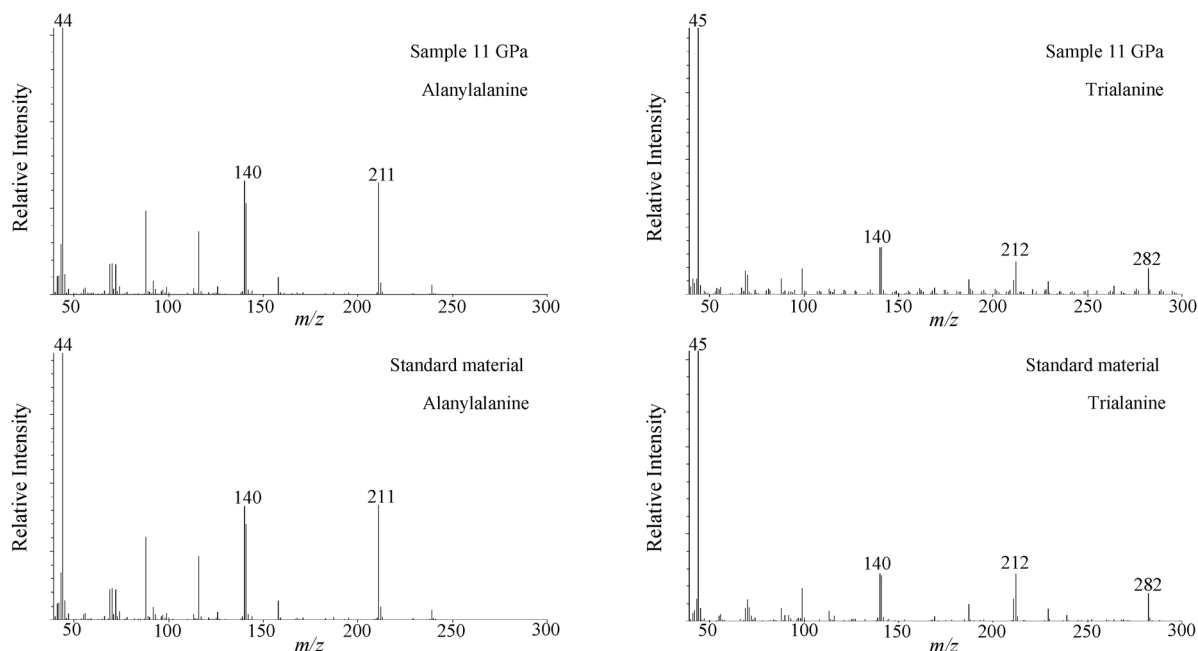 44
Sample 11 GPa
Alanylalanine
Relative Intensity
140
211
50 100 150 200 250 300
m/z
45
Sample 11 GPa
Trialanine
Relative Intensity
140
212
282
50 100 150 200 250 300
m/z
44
Standard material
Alanylalanine
Relative Intensity
140
211
50 100 150 200 250 300
m/z
45
Standard material
Trialanine
Relative Intensity
140
212
282
50 100 150 200 250 300
m/z